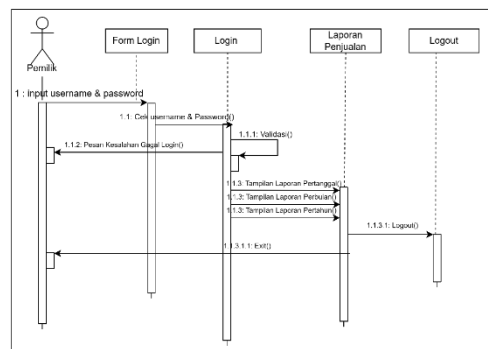 Form Login
Login
Laporan
Penjualan
Logout
Pemilik
1 : input username & password
1.1: Cek username & Password()
1.1.1: Validasi()
1.1.2: Pesan Kesalahan Gagal Login()
1.1.3: Tampilan Laporan Pertanggal()
1.1.3: Tampilan Laporan Perbulan()
1.1.3: Tampilan Laporan Pertahun()
1.1.3.1: Logout()
1.1.3.1.1: Exit()